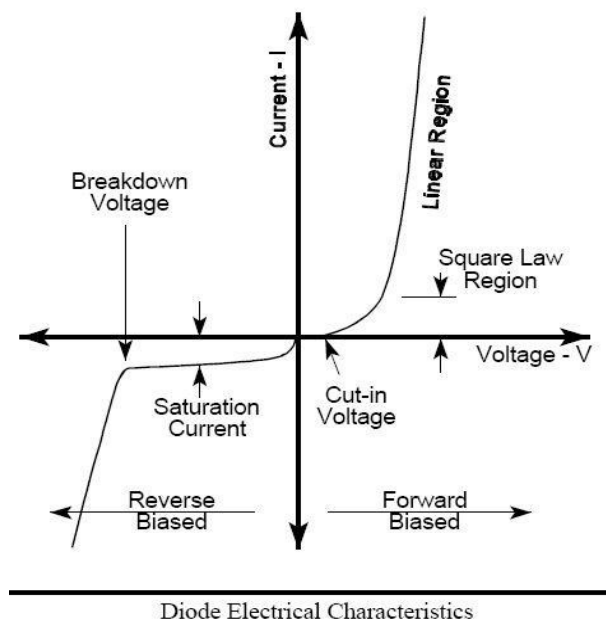 Current - I
Linear Region
Breakdown
Voltage
Square Law
Region
Voltage - V
Saturation
Current
Cut-in
Voltage
Reverse
Biased
Forward
Biased
Diode Electrical Characteristics